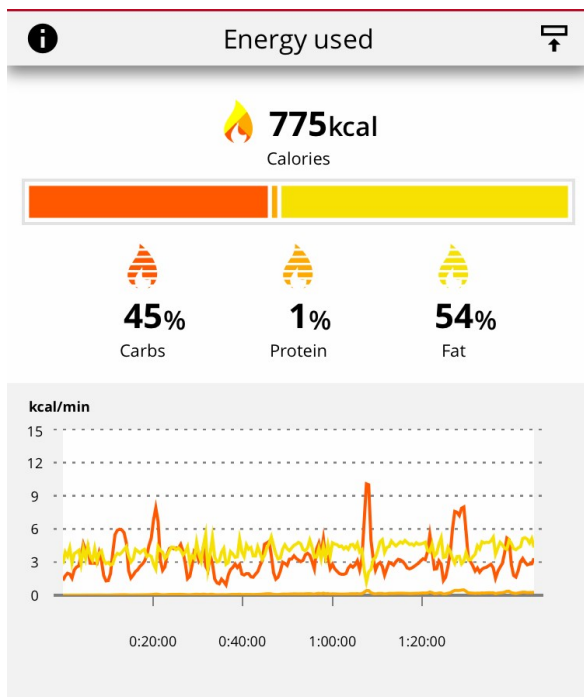 Energy used
775kcal
Calories
45% 1% 54%
Carbs Protein Fat
kcal/min
15
12
9
6
3
0
0:20:00 0:40:00 1:00:00 1:20:00